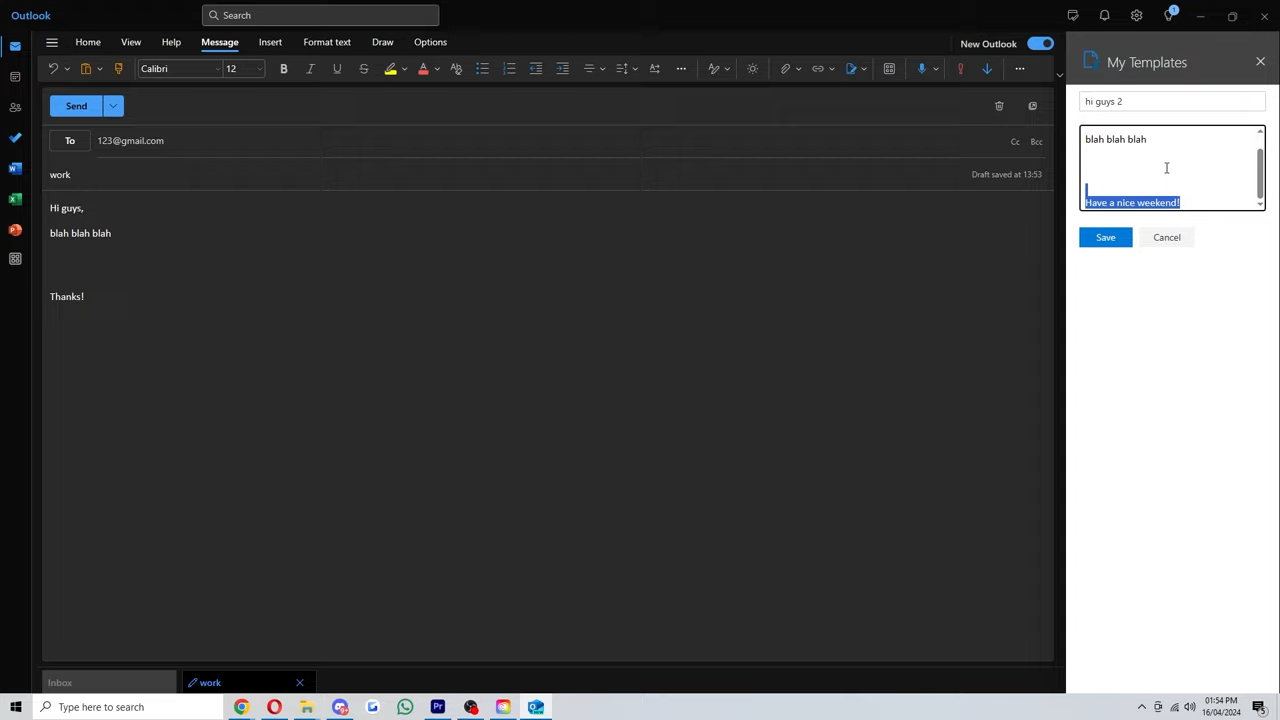 Outlook
Search
1
Home View Help Message Insert Format text Draw Options
New Outlook
Calibri 12 B I U A
My Templates
hi guys 2
blah blah blah
Have a nice weekend!
Save Cancel
Send
To 123@gmail.com Cc Bcc
work Draft saved at 13:53
Hi guys,
blah blah blah
Thanks!
Inbox work
Type here to search
Pr
01:54 PM
16/04/2024
5